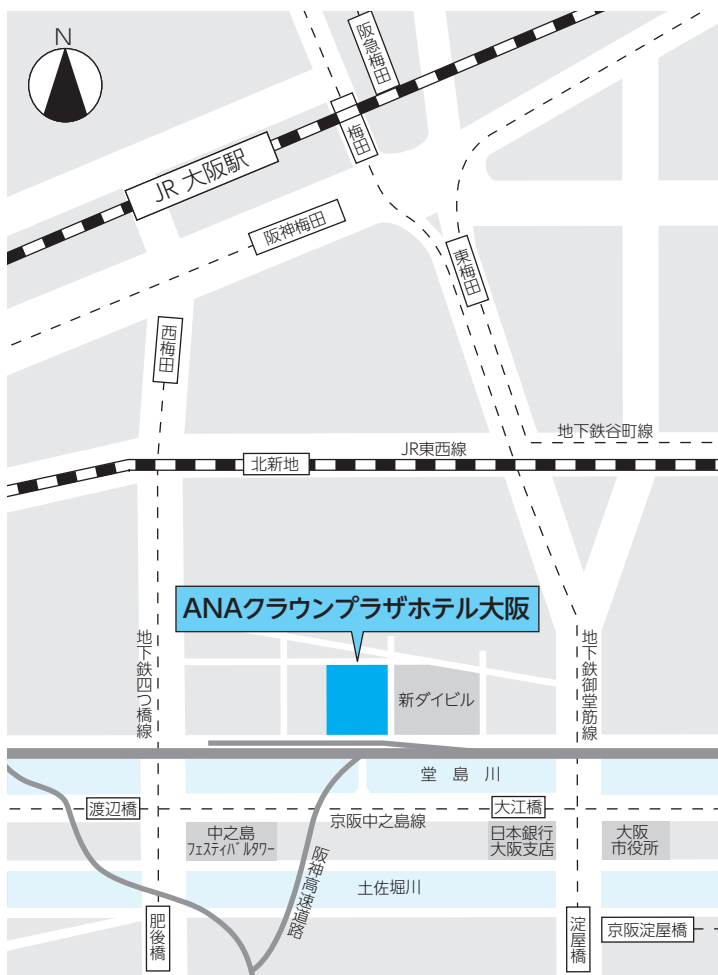 N
阪急梅田
梅田
JR 大阪駅
阪神梅田
東梅田
西梅田
地下鉄谷町線
JR東西線
北新地
ANAクラウンプラザホテル大阪
地下鉄四つ橋線
地下鉄御堂筋線
新ダイビル
堂島川
渡辺橋
大江橋
京阪中之島線
中之島
フェスティバルタワー
日本銀行
大阪支店
大阪
市役所
阪神高速道路
土佐堀川
肥後橋
淀屋橋
京阪淀屋橋